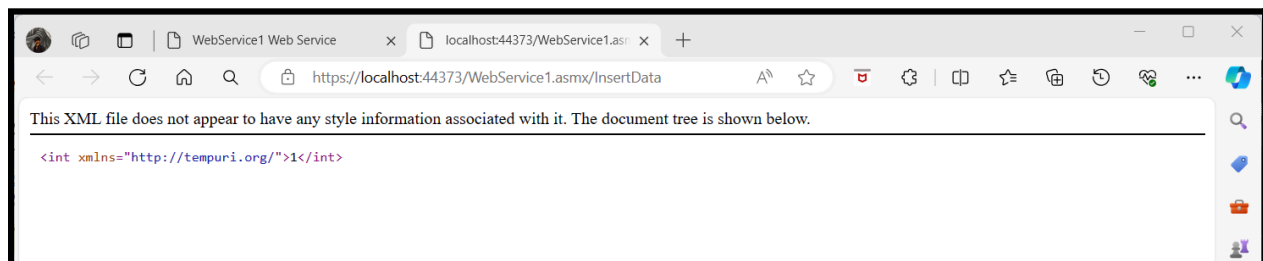 WebService1 Web Service
localhost:44373/WebService1.asm
https://localhost:44373/WebService1.asmx/InsertData
This XML file does not appear to have any style information associated with it. The document tree is shown below.
<int xmlns="http://tempuri.org/">1</int>